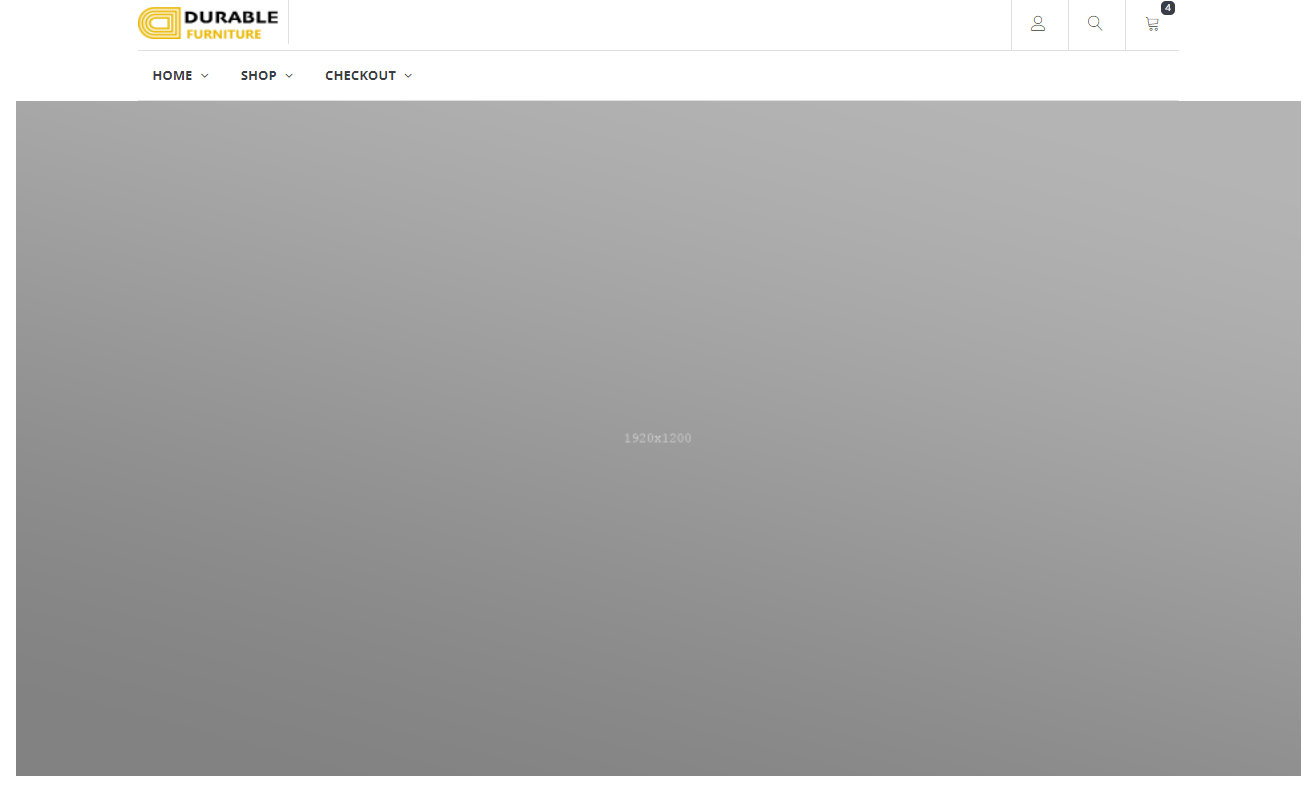 DURABLE
FURNITURE
4
HOME
SHOP
CHECKOUT
1920x1200